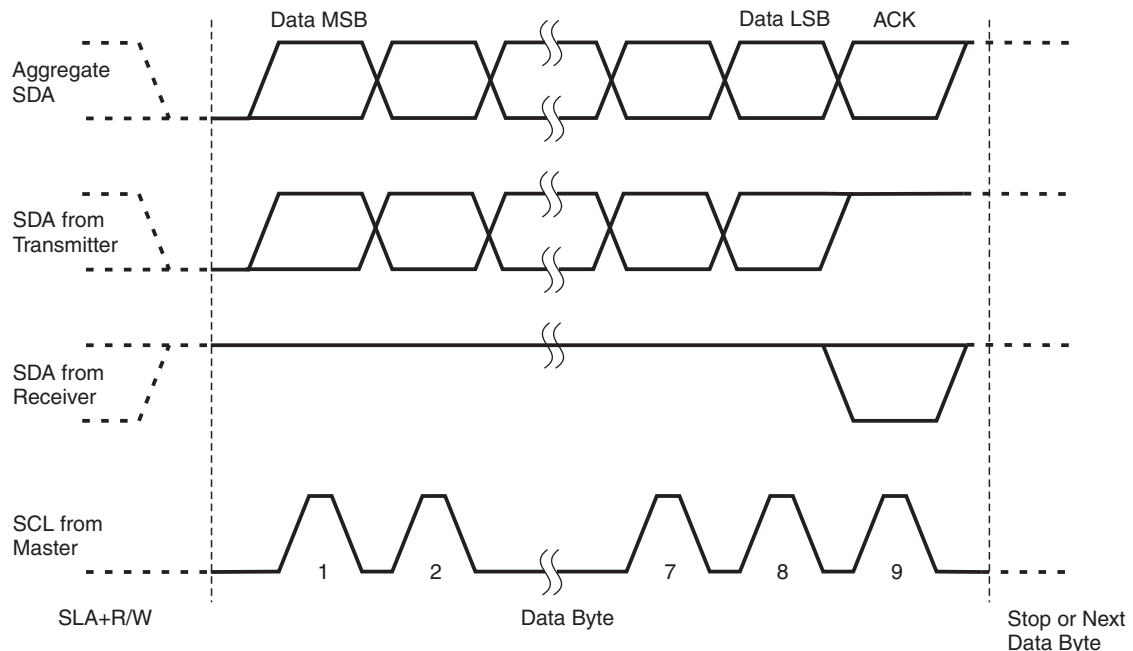 Data MSB
Data LSB
ACK
Aggregate
SDA
SDA from
Transmitter
SDA from
Receiver
SCL from
Master
1
2
7
8
9
SLA+R/W
Data Byte
Stop or Next
Data Byte